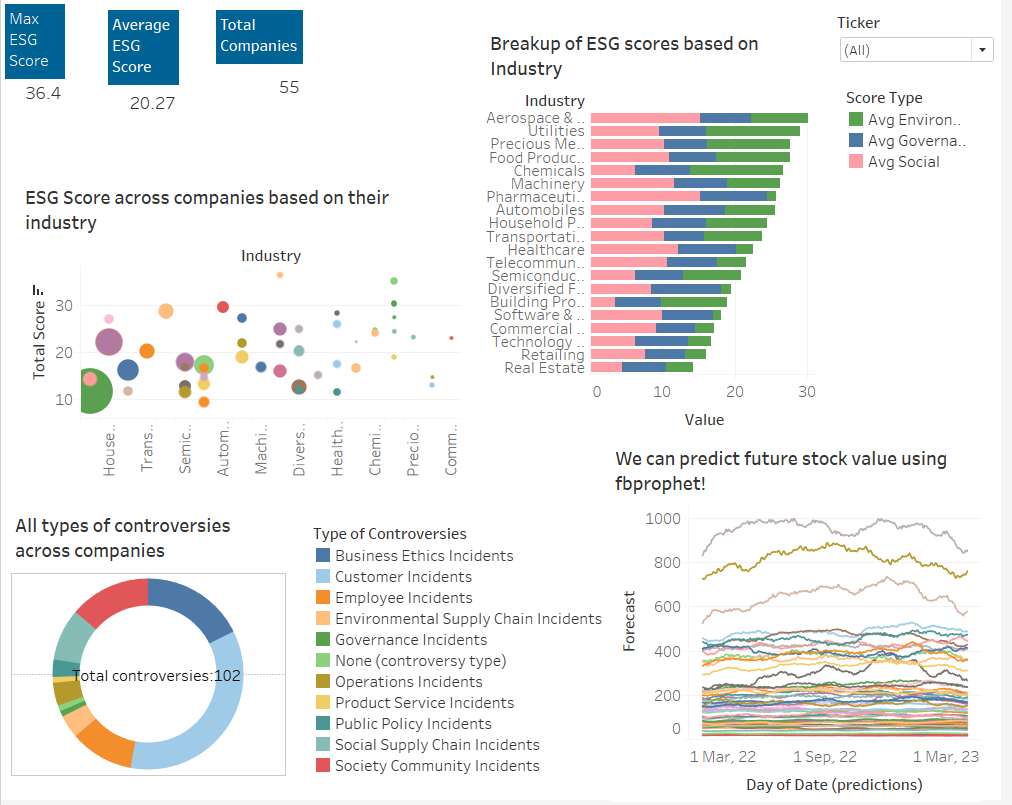 Max
ESG
Score
36.4
Average
ESG
Score
20.27
Total
Companies
55
Ticker
(All)
Breakup of ESG scores based on
Industry
Industry
Aerospace & ..
Utilities
Precious Me..
Food Produc..
Chemicals
Machinery
Pharmaceuti..
Automobiles
Household P..
Transportati..
Healthcare
Telecommun..
Semiconduc..
Diversified F..
Building Pro..
Software & ..
Commercial ..
Technology ..
Retailing
Real Estate
0 10 20 30
Value
Score Type
Avg Environ..
Avg Governa..
Avg Social
ESG Score across companies based on their
industry
Industry
Total Score
30
20
10
House..
Trans..
Semic..
Autom..
Machi..
Divers..
Health..
Chemi..
Precio..
Comm..
We can predict future stock value using
fbprophet!
Forecast
1000
800
600
400
200
0
1 Mar, 22 1 Sep, 22 1 Mar, 23
Day of Date (predictions)
All types of controversies
across companies
Total controversies:102
Type of Controversies
Business Ethics Incidents
Customer Incidents
Employee Incidents
Environmental Supply Chain Incidents
Governance Incidents
None (controversy type)
Operations Incidents
Product Service Incidents
Public Policy Incidents
Social Supply Chain Incidents
Society Community Incidents